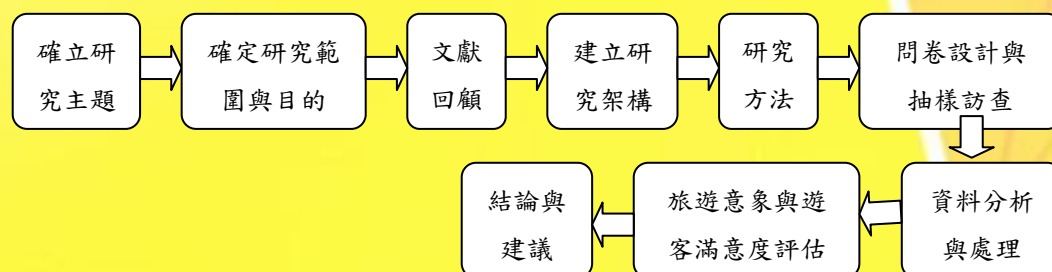 確立研
究主題
確定研究範
圍與目的
文獻
回顧
建立研
究架構
研究
方法
問卷設計與
抽樣訪查
資料分析
與處理
旅遊意象與遊
客滿意度評估
結論與
建議